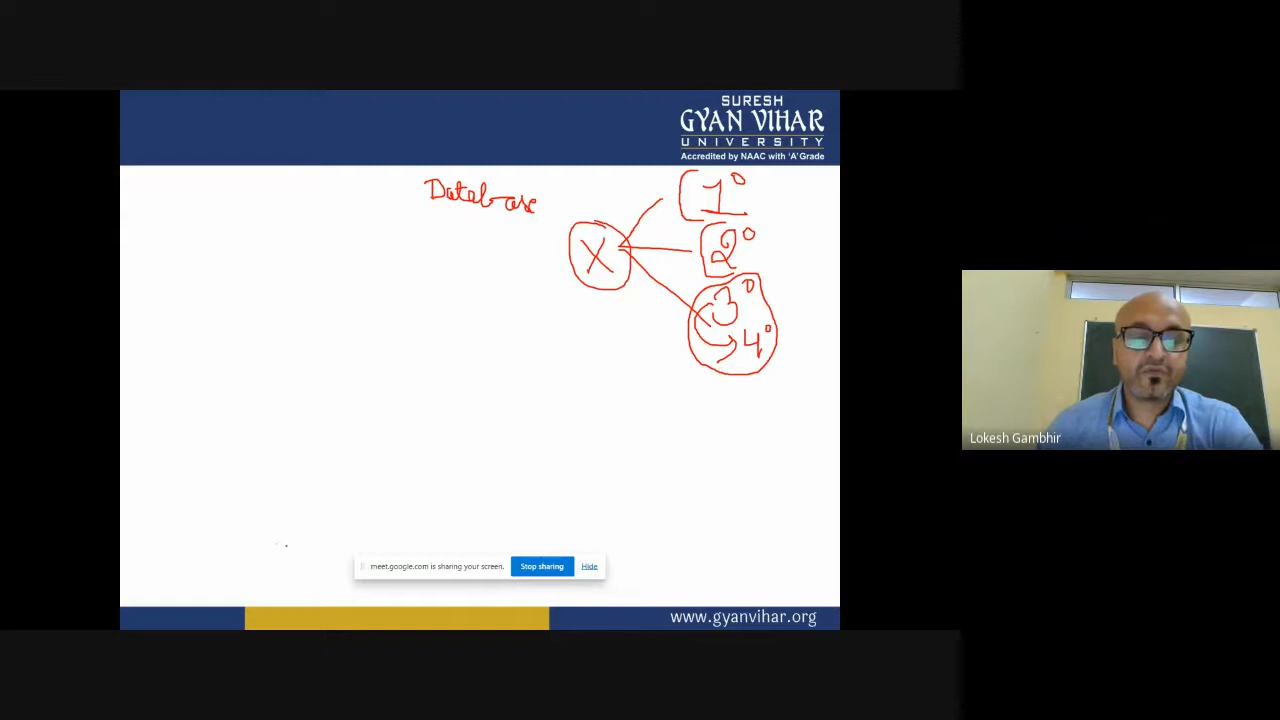 SURESH
GYAN VIHAR
UNIVERSITY
Accredited by NAAC with 'A' Grade
Database
1°
X
2°
3°
4°
Lokesh Gambhir
meet.google.com is sharing your screen.
Stop sharing
Hide
www.gyanvihar.org